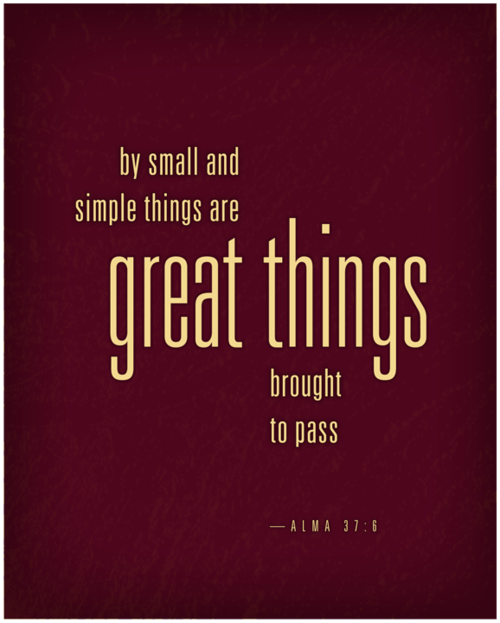 by small and
simple things are
great things
brought
to pass
—ALMA 37:6